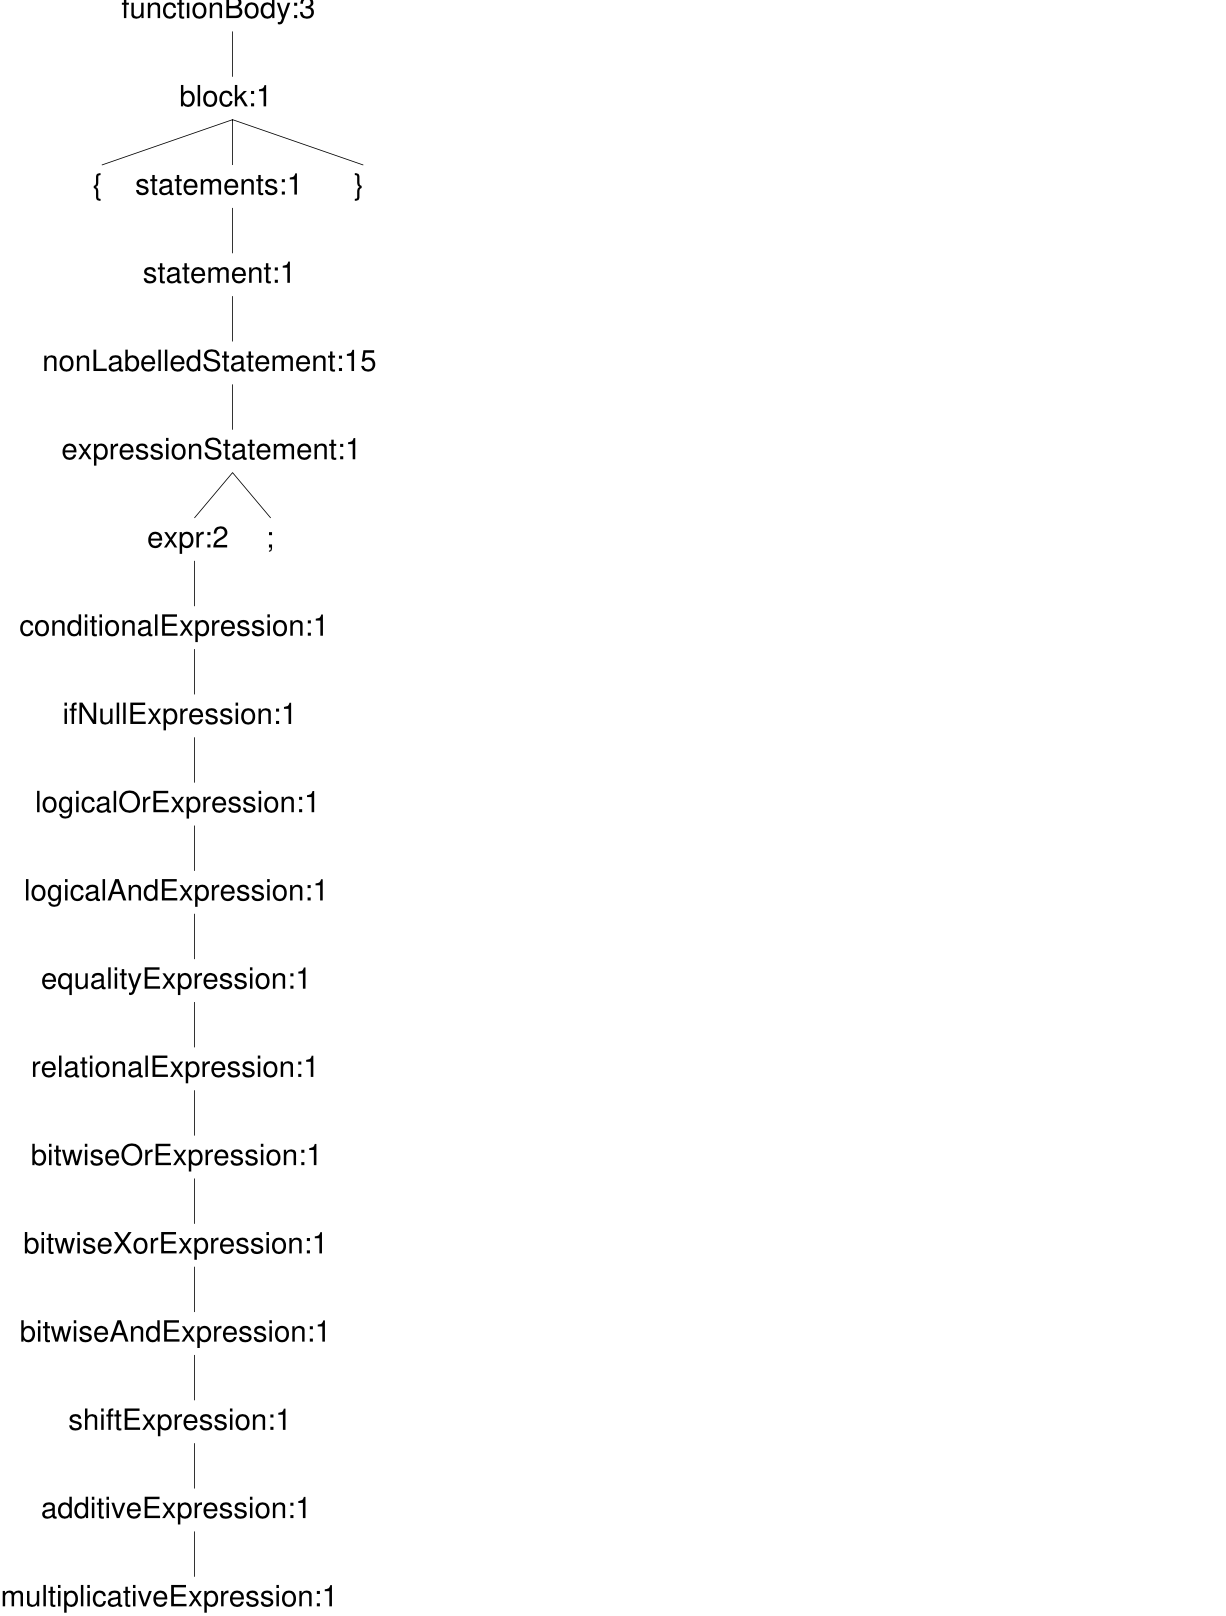 functionBody:3
block:1
{ statements:1 }
statement:1
nonLabelledStatement:15
expressionStatement:1
expr:2 ;
conditionalExpression:1
ifNullExpression:1
logicalOrExpression:1
logicalAndExpression:1
equalityExpression:1
relationalExpression:1
bitwiseOrExpression:1
bitwiseXorExpression:1
bitwiseAndExpression:1
shiftExpression:1
additiveExpression:1
multiplicativeExpression:1